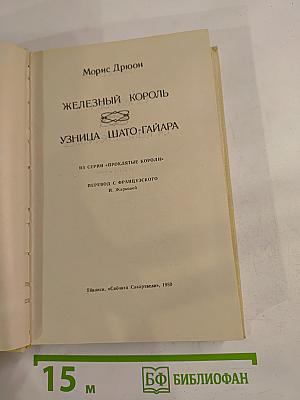 Морис Дрюон
ЖЕЛЕЗНЫЙ КОРОЛЬ
УЗНИЦА ШАТО-ГАЙАРА
ИЗ СЕРИИ «ПРОКЛЯТЫЕ КОРОЛИ»
ПЕРЕВОД С ФРАНЦУЗСКОГО
Н. Жарковой
Тбилиси, «Сабчота Сакартвело», 1980
15 м
БФ БИБЛИОФАН